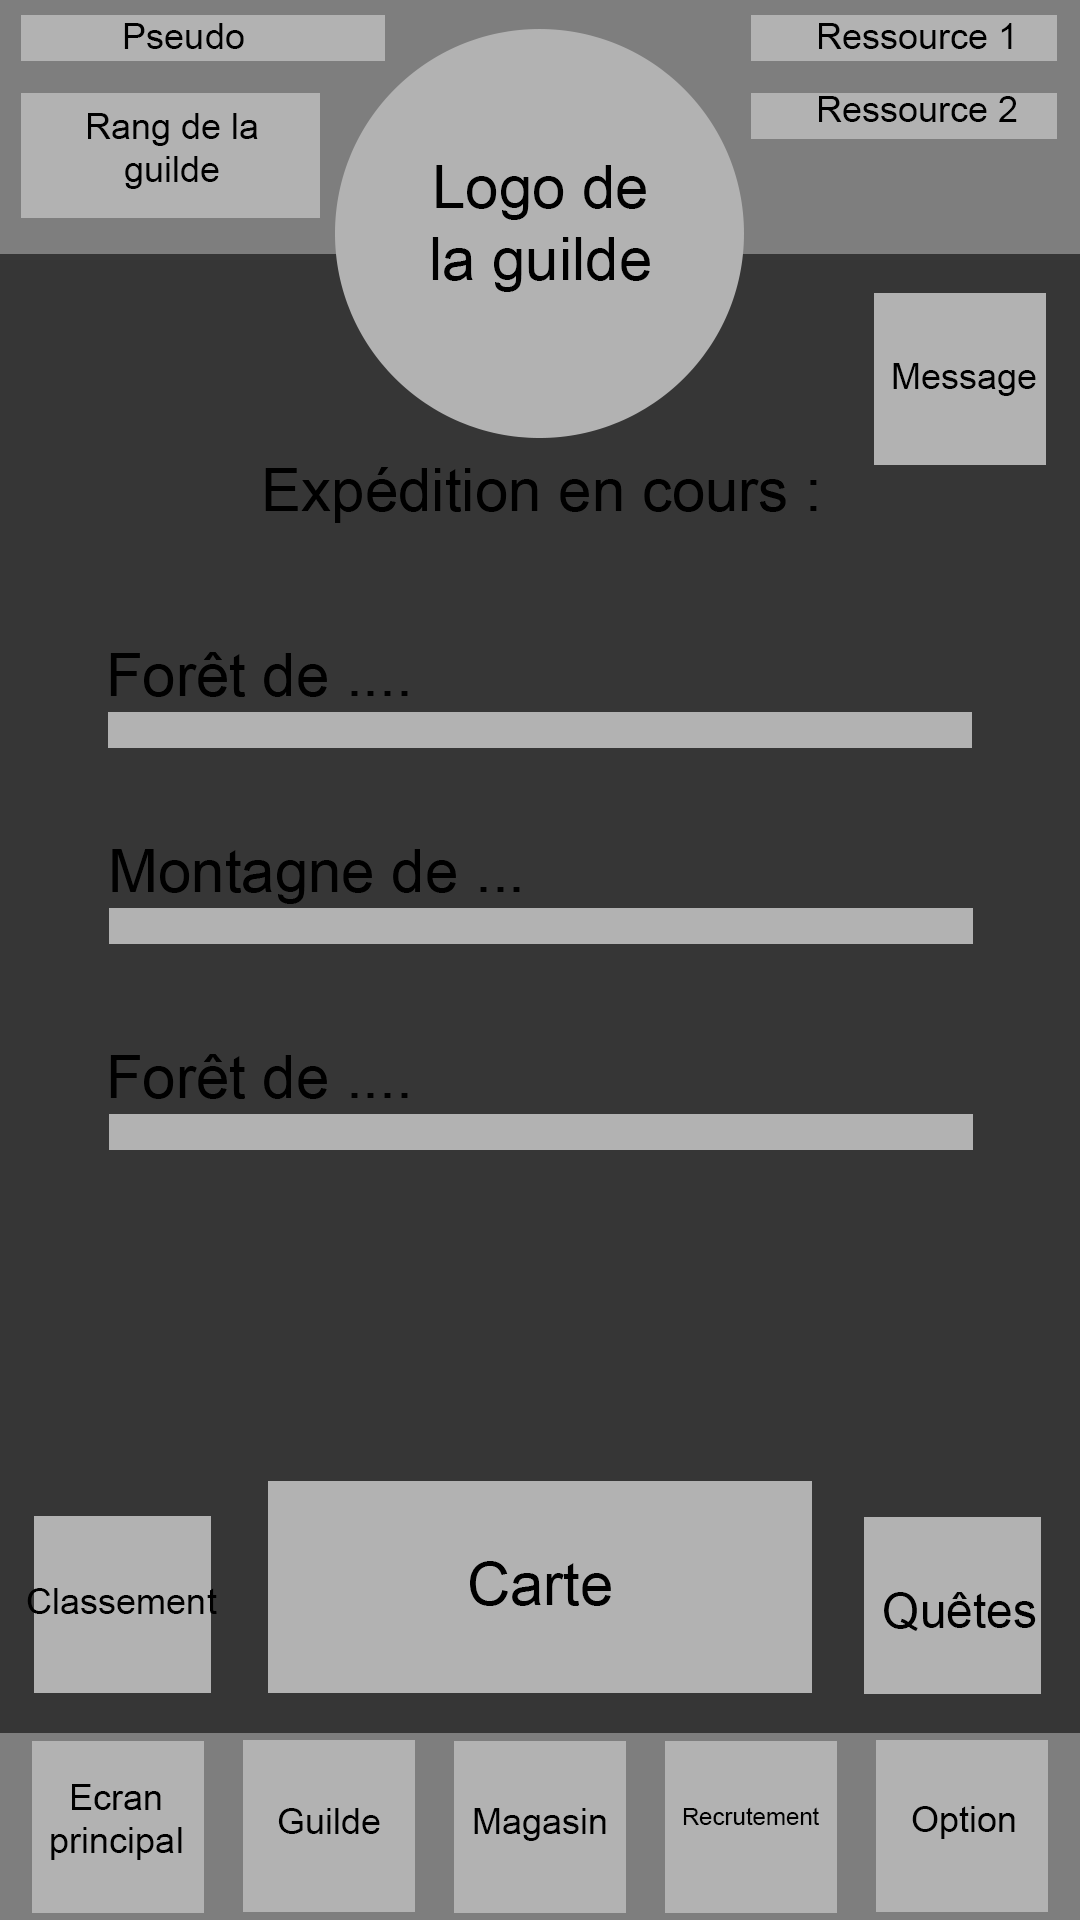 Pseudo
Ressource 1
Rang de la
guilde
Ressource 2
Logo de
la guilde
Message
Expédition en cours :
Forêt de ....
Montagne de ...
Forêt de ....
Classement
Carte
Quêtes
Ecran
principal
Guilde
Magasin
Recrutement
Option